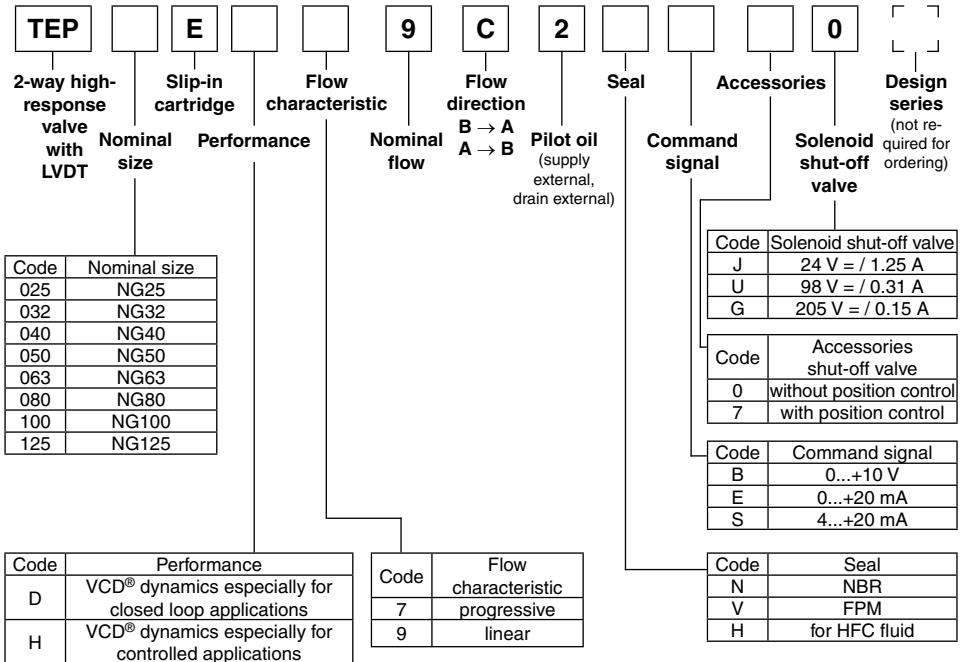 TEP E 9 C 2 0
2-way high-
response
valve
with
LVDT
Nominal
size
Slip-in
cartridge
Performance
Flow
characteristic
Nominal
flow
Flow
direction
B → A
A → B
Pilot oil
(supply
external,
drain external)
Seal
Command
signal
Accessories
Solenoid
shut-off
valve
Design
series
(not re-
quired for
ordering)
Code Nominal size
025 NG25
032 NG32
040 NG40
050 NG50
063 NG63
080 NG80
100 NG100
125 NG125
Code Solenoid shut-off valve
J 24 V = / 1.25 A
U 98 V = / 0.31 A
G 205 V = / 0.15 A
Code Accessories
shut-off valve
0 without position control
7 with position control
Code Command signal
B 0...+10 V
E 0...+20 mA
S 4...+20 mA
Code Performance
D VCD® dynamics especially for
closed loop applications
H VCD® dynamics especially for
controlled applications
Code Flow
characteristic
7 progressive
9 linear
Code Seal
N NBR
V FPM
H for HFC fluid